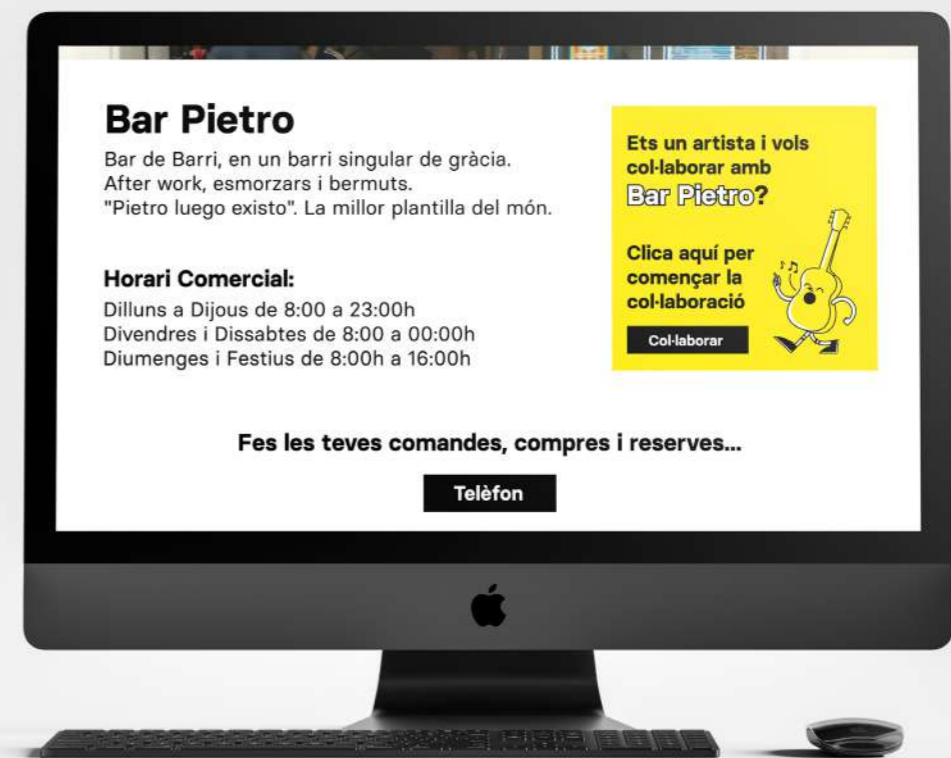 Bar Pietro
Bar de Barri, en un barri singular de gràcia.
After work, esmorzars i bermuts.
"Pietro luego existo". La millor plantilla del món.
Horari Comercial:
Dilluns a Dijous de 8:00 a 23:00h
Divendres i Dissabtes de 8:00 a 00:00h
Diumenges i Festius de 8:00h a 16:00h
Ets un artista i vols
col·laborar amb
Bar Pietro?
Clica aquí per
començar la
col·laboració
Col·laborar
Fes les teves comandes, compres i reserves...
Telèfon